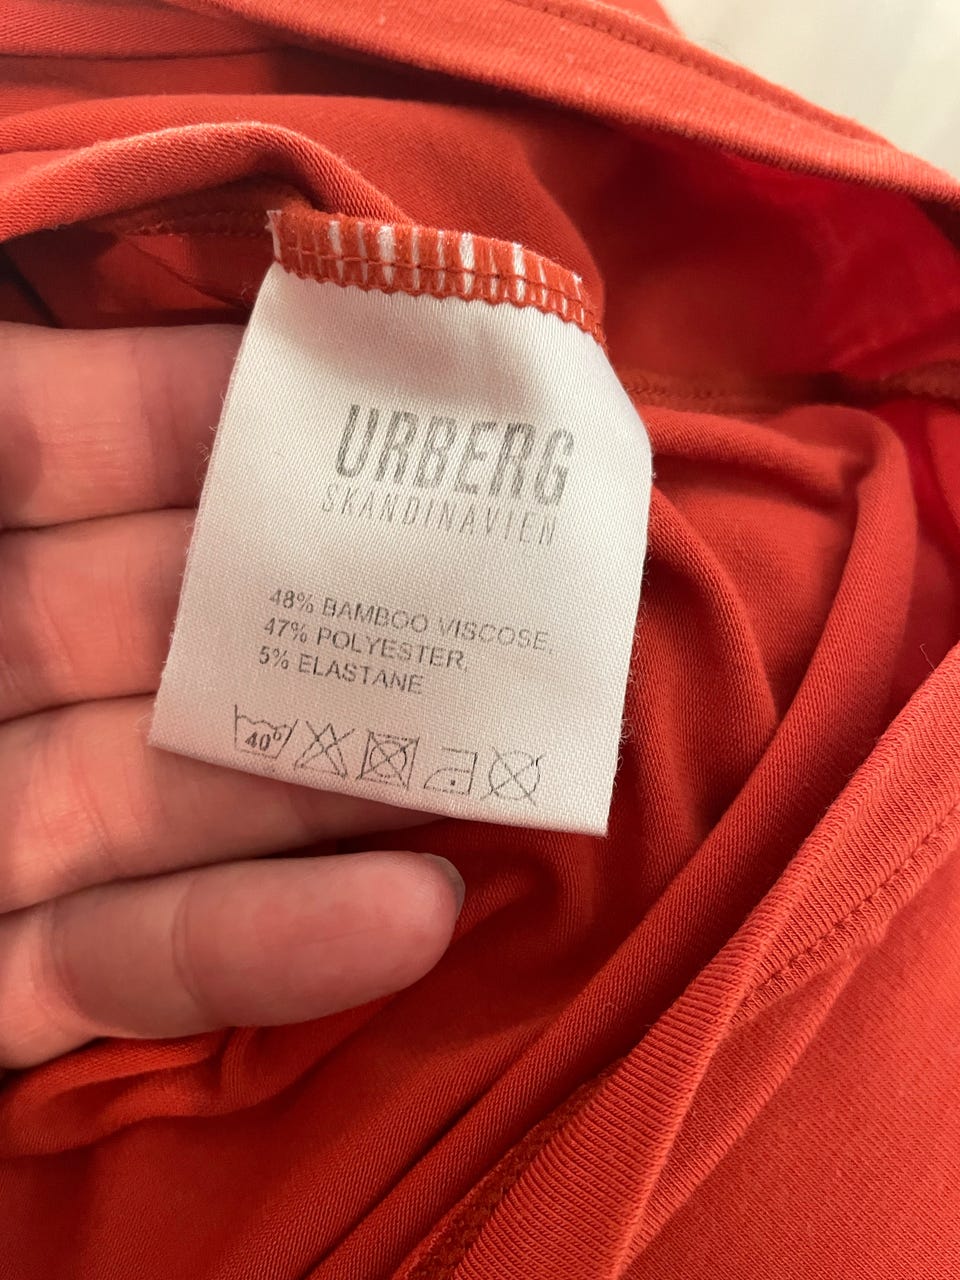 URBERG
SKANDINAVIEN
48% BAMBOO VISCOSE,
47% POLYESTER,
5% ELASTANE
40°